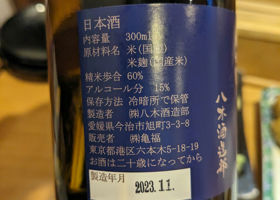 日本酒
内容量 300ml
原材料名 米(国産)
米麹(国産米)
精米歩合 60%
アルコール分 15%
保存方法 冷暗所で保管
製造者 ㈱八木酒造部
愛媛県今治市旭町3-3-8
販売者 ㈱亀福
東京都港区六本木5-18-19
お酒は二十歳になってから
製造年月
2023.11.
八木酒造部